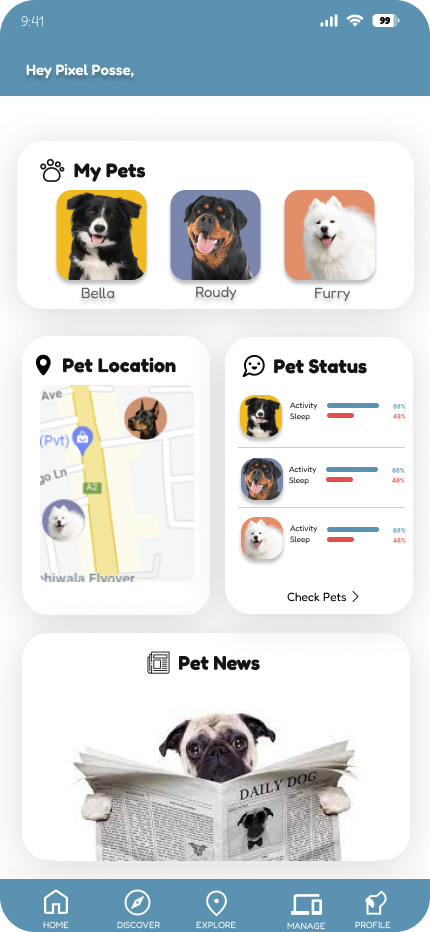 9:41
99
Hey Pixel Posse,
My Pets
Bella
Roudy
Furry
Pet Location
Ave
(Pvt)
go Ln
A2
hiwala Flyover
Pet Status
Activity 88%
Sleep 48%
Activity 88%
Sleep 48%
Activity 88%
Sleep 48%
Check Pets
Pet News
DAILY DOG
HOME
DISCOVER
EXPLORE
MANAGE
PROFILE